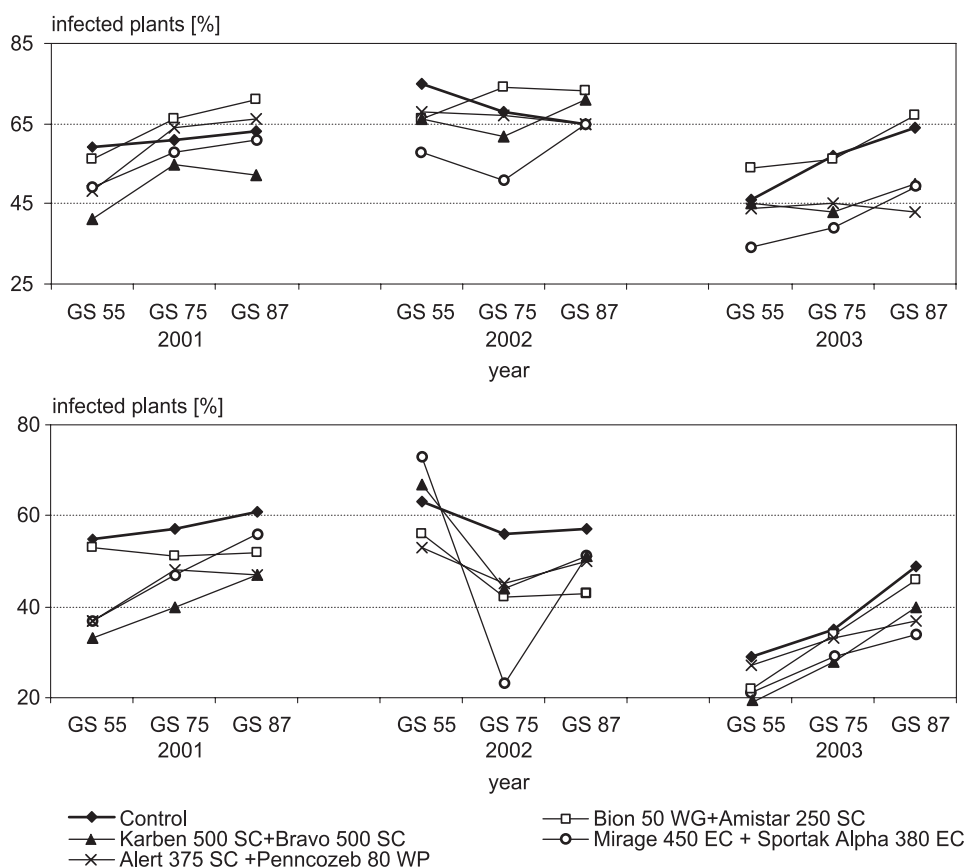 infected plants [%]
85
65
45
25
GS 55 GS 75 GS 87 GS 55 GS 75 GS 87 GS 55 GS 75 GS 87
2001 2002 2003
year
infected plants [%]
80
60
40
20
GS 55 GS 75 GS 87 GS 55 GS 75 GS 87 GS 55 GS 75 GS 87
2001 2002 2003
year
Control Bion 50 WG+Amistar 250 SC
Karben 500 SC+Bravo 500 SC Mirage 450 EC + Sportak Alpha 380 EC
Alert 375 SC +Penncozeb 80 WP